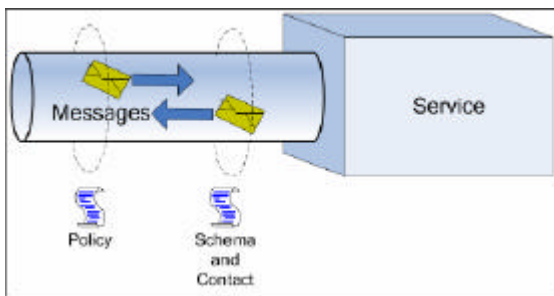 Messages
Service
Policy
Schema
and
Contact